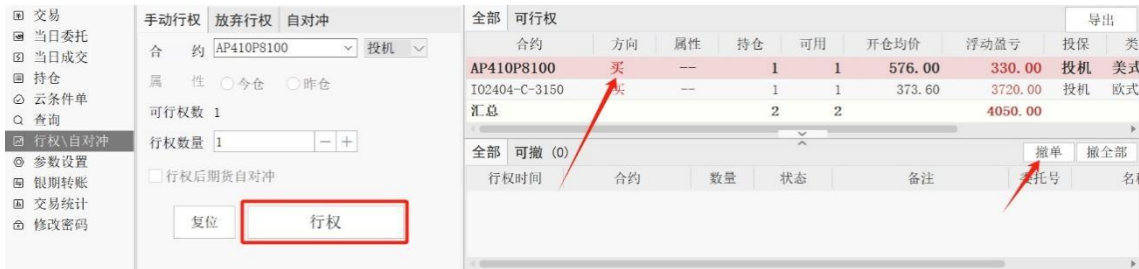 交易
当日委托
当日成交
持仓
云条件单
查询
行权\自对冲
参数设置
银期转账
交易统计
修改密码
手动行权 放弃行权 自对冲
合 约 AP410P8100 投机
属 性 今仓 昨仓
可行权数 1
行权数量 1 － ＋
行权后期货自对冲
复位 行权
全部 可行权 导出
合约 方向 属性 持仓 可用 开仓均价 浮动盈亏 投保 类
AP410P8100 买 -- 1 1 576.00 330.00 投机 美式
IO2404-C-3150 买 -- 1 1 373.60 3720.00 投机 欧式
汇总 2 2 4050.00
全部 可撤 (0) 撤单 撤全部
行权时间 合约 数量 状态 备注 委托号 名称